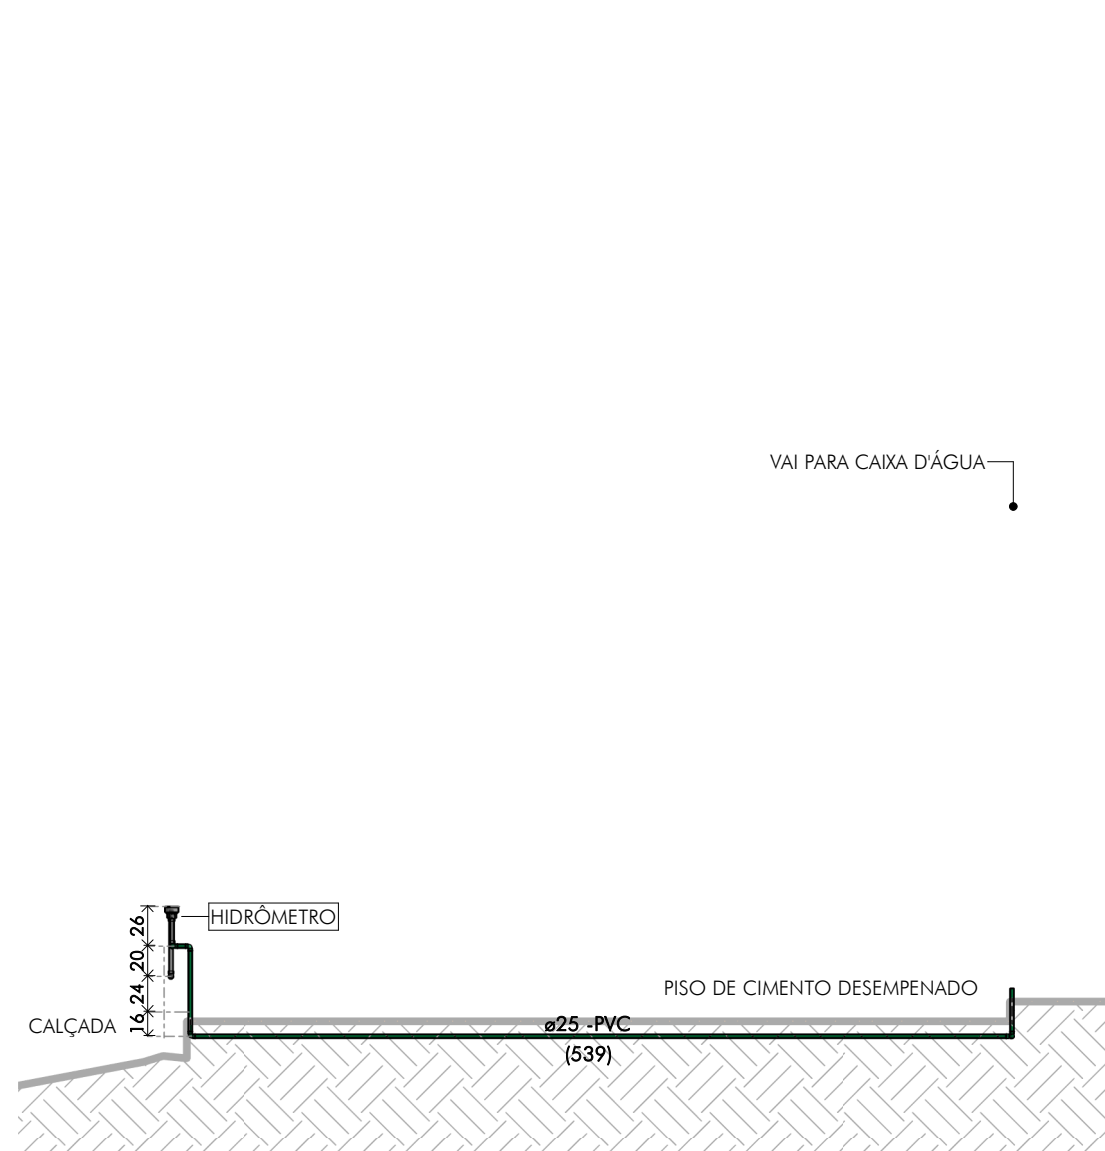 VAI PARA CAIXA D'ÁGUA
26
HIDRÔMETRO
20
24
PISO DE CIMENTO DESEMPENADO
16
CALÇADA
ø25 -PVC
(539)